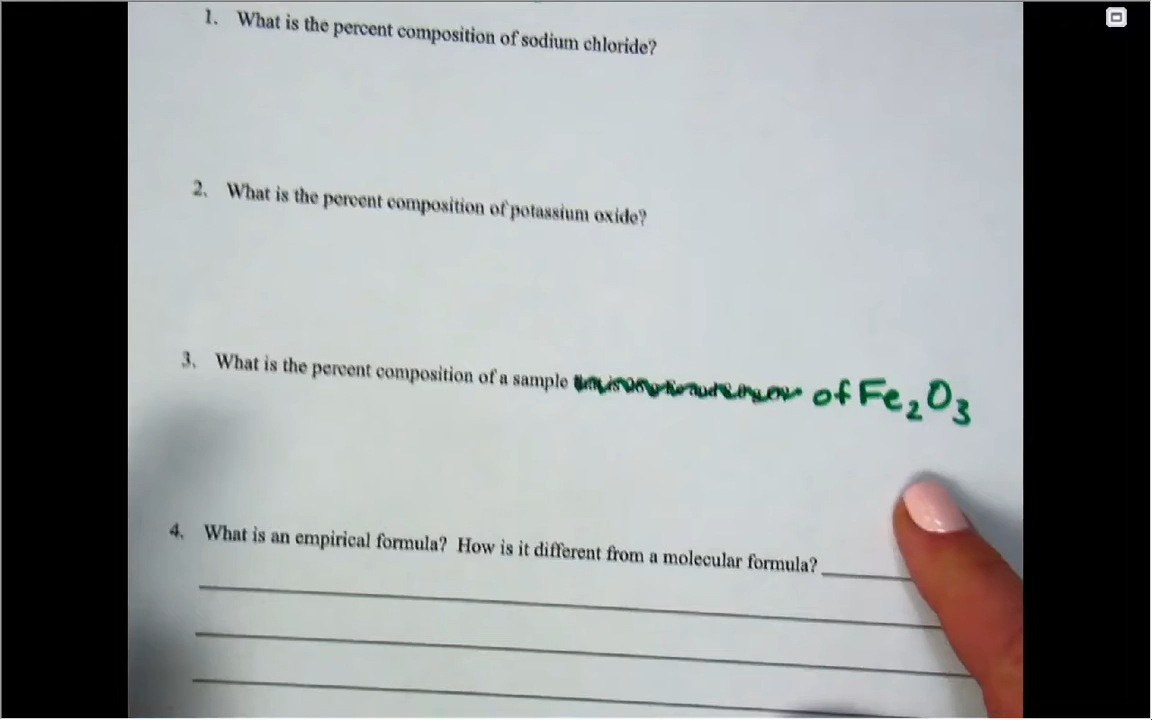 1. What is the percent composition of sodium chloride?
2. What is the percent composition of potassium oxide?
3. What is the percent composition of a sample of Fe₂O₃
4. What is an empirical formula? How is it different from a molecular formula?